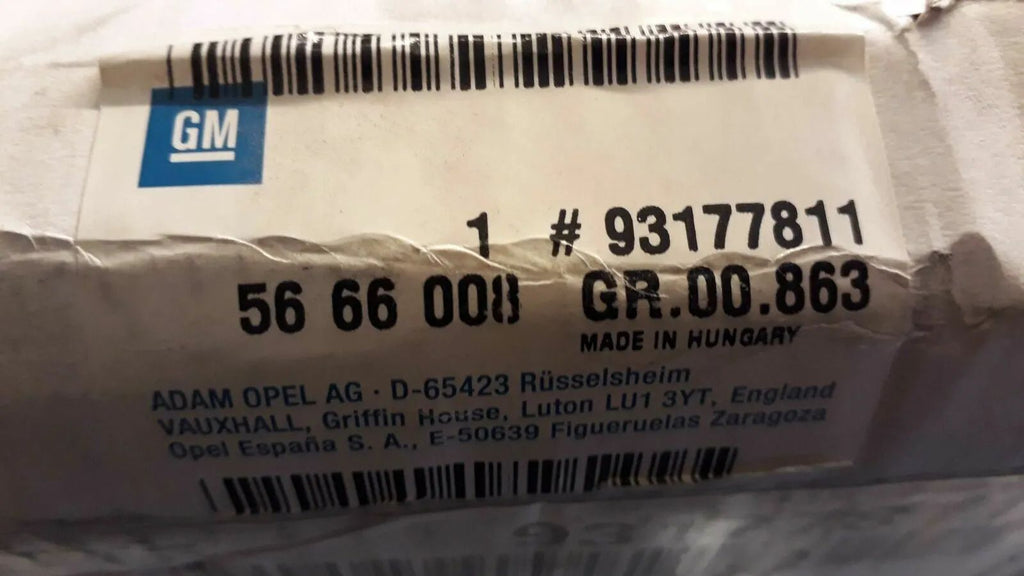 GM
1 # 93177811
56 66 008 GR.00.863
MADE IN HUNGARY
ADAM OPEL AG · D-65423 Rüsselsheim
VAUXHALL, Griffin House, Luton LU1 3YT, England
Opel España S. A., E-50639 Figueruelas Zaragoza